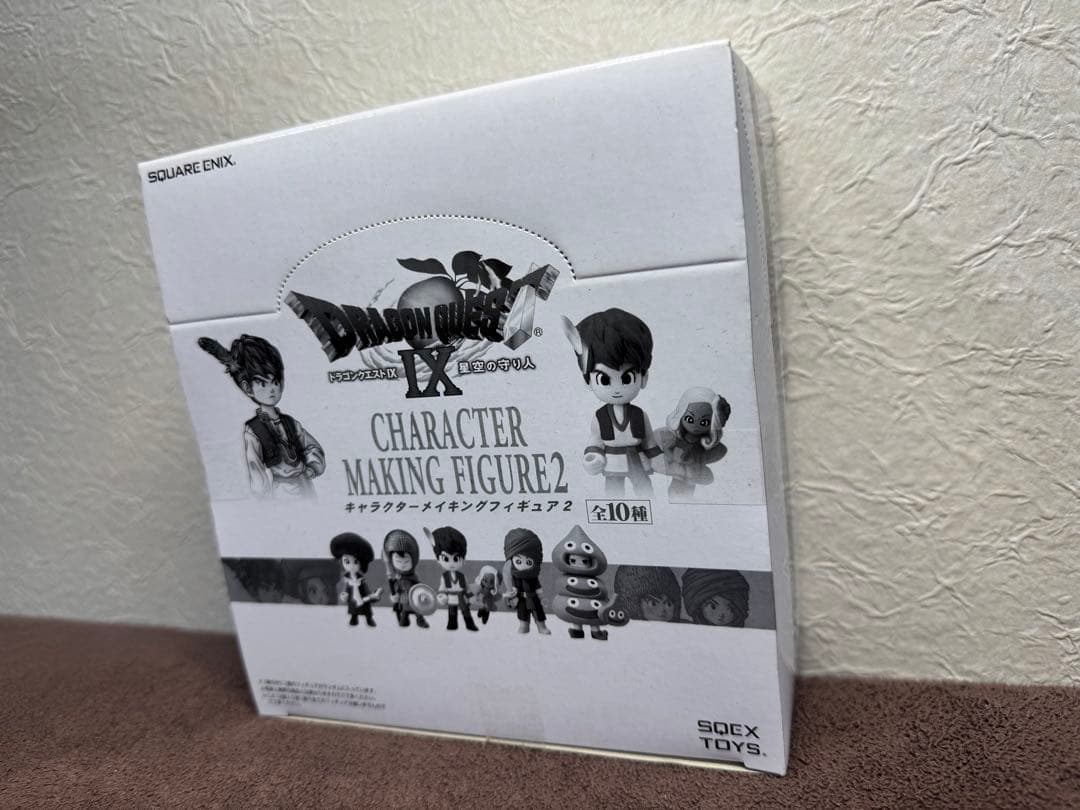 SQUARE ENIX.
DRAGON QUEST®
ドラゴンクエストIX 星空の守り人
IX
CHARACTER
MAKING FIGURE2
キャラクターメイキングフィギュア2
全10種
SQEX
TOYS®